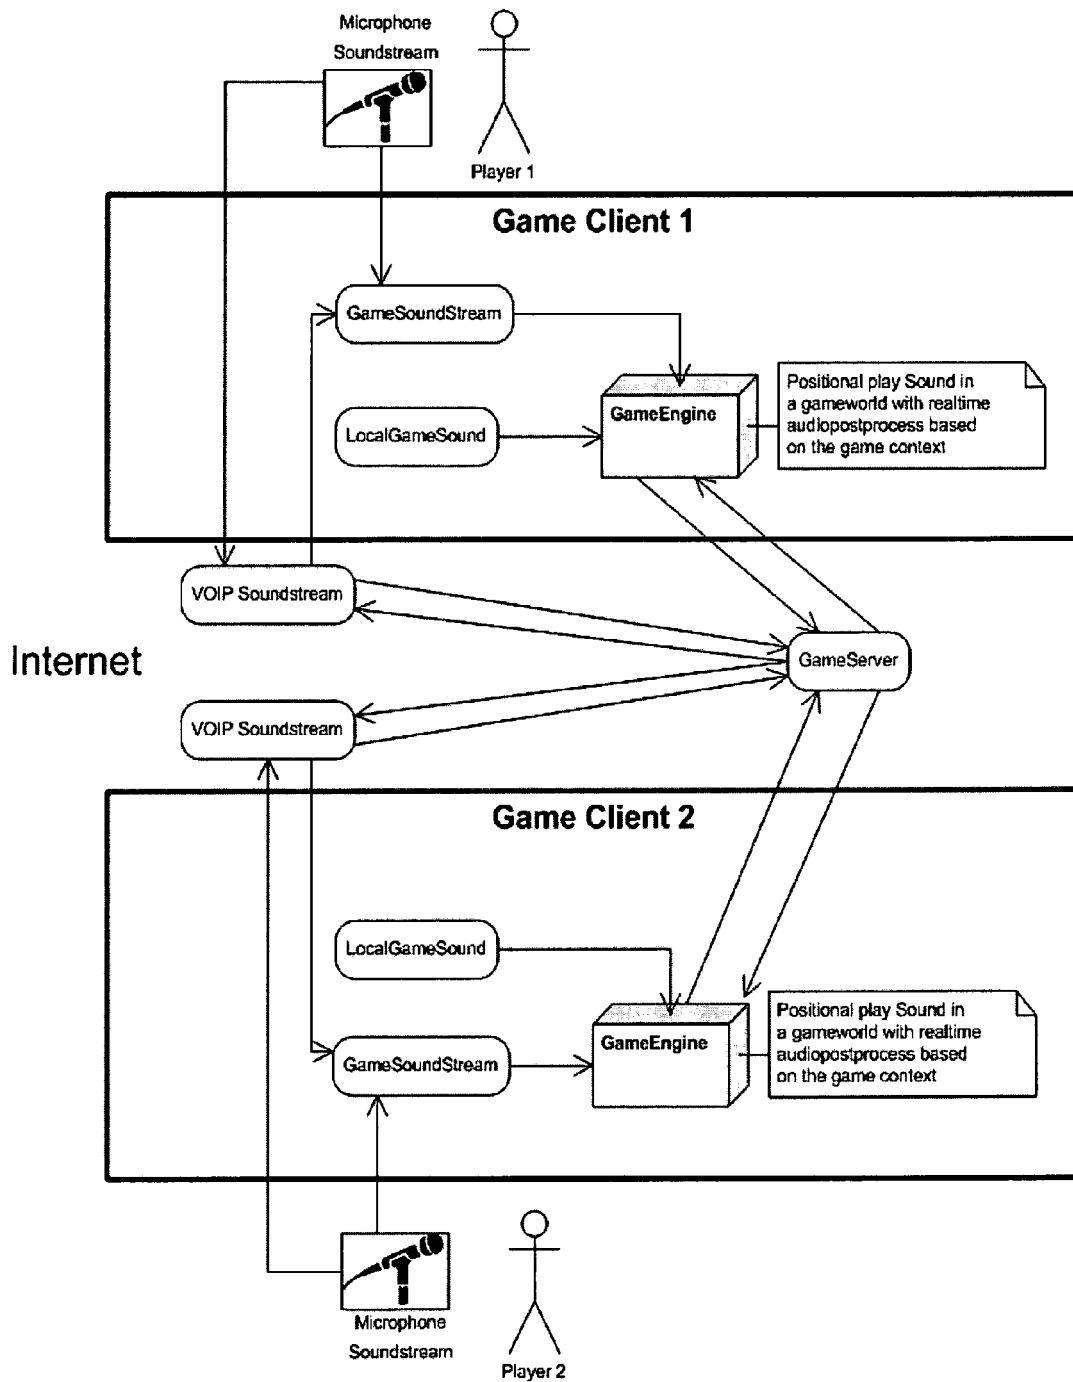 Microphone
Soundstream
Player 1
Game Client 1
GameSoundStream
LocalGameSound
GameEngine
Positional play Sound in
a gameworld with realtime
audiopostprocess based
on the game context
VOIP Soundstream
Internet
GameServer
VOIP Soundstream
Game Client 2
LocalGameSound
GameEngine
Positional play Sound in
a gameworld with realtime
audiopostprocess based
on the game context
GameSoundStream
Microphone
Soundstream
Player 2